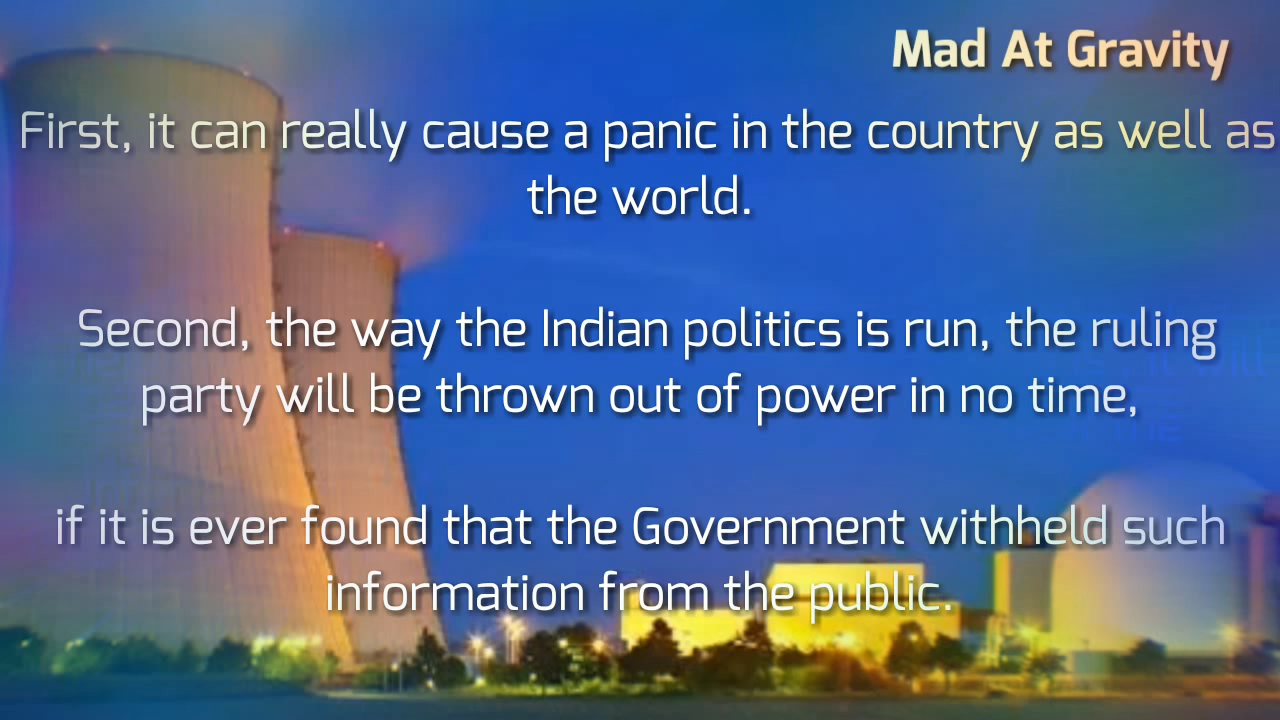 Mad At Gravity
First, it can really cause a panic in the country as well as
the world.
Second, the way the Indian politics is run, the ruling
party will be thrown out of power in no time,
if it is ever found that the Government withheld such
information from the public.